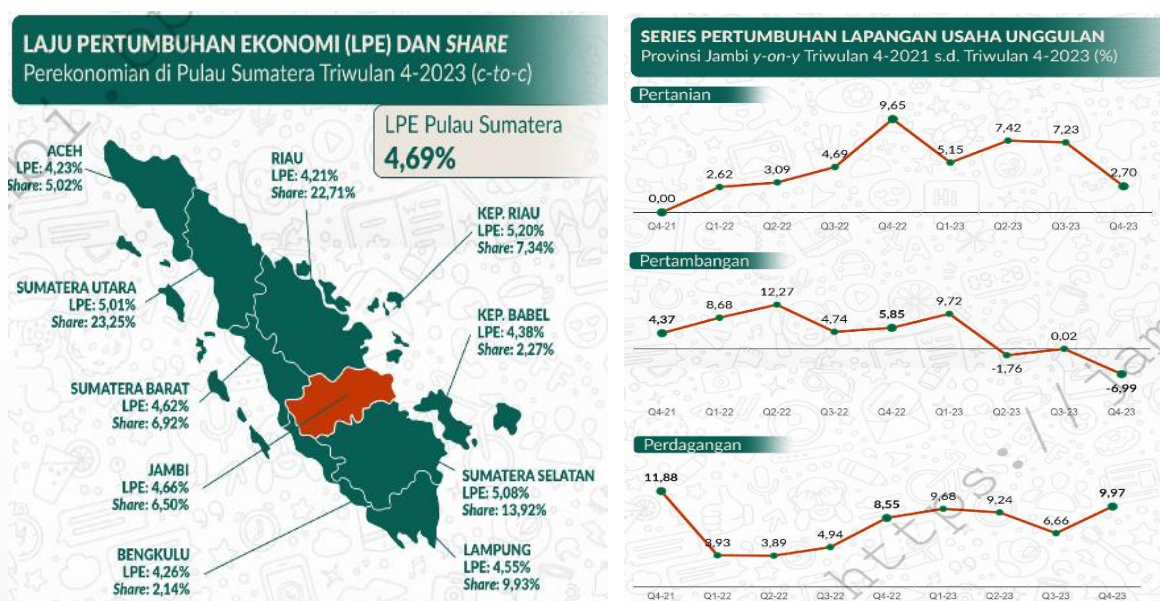 LAJU PERTUMBUHAN EKONOMI (LPE) DAN SHARE
Perekonomian di Pulau Sumatera Triwulan 4-2023 (c-to-c)
LPE Pulau Sumatera
4,69%
ACEH
LPE: 4,23%
Share: 5,02%
RIAU
LPE: 4,21%
Share: 22,71%
KEP. RIAU
LPE: 5,20%
Share: 7,34%
SUMATERA UTARA
LPE: 5,01%
Share: 23,25%
KEP. BABEL
LPE: 4,38%
Share: 2,27%
SUMATERA BARAT
LPE: 4,62%
Share: 6,92%
JAMBI
LPE: 4,66%
Share: 6,50%
SUMATERA SELATAN
LPE: 5,08%
Share: 13,92%
BENGKULU
LPE: 4,26%
Share: 2,14%
LAMPUNG
LPE: 4,55%
Share: 9,93%
SERIES PERTUMBUHAN LAPANGAN USAHA UNGGULAN
Provinsi Jambi y-on-y Triwulan 4-2021 s.d. Triwulan 4-2023 (%)
Pertanian
0,00 2,62 3,09 4,69 9,65 5,15 7,42 7,23 2,70
Q4-21 Q1-22 Q2-22 Q3-22 Q4-22 Q1-23 Q2-23 Q3-23 Q4-23
Pertambangan
4,37 8,68 12,27 4,74 5,85 9,72 -1,76 0,02 -6,99
Q4-21 Q1-22 Q2-22 Q3-22 Q4-22 Q1-23 Q2-23 Q3-23 Q4-23
Perdagangan
11,88 3,93 3,89 4,94 8,55 9,68 9,24 6,66 9,97
Q4-21 Q1-22 Q2-22 Q3-22 Q4-22 Q1-23 Q2-23 Q3-23 Q4-23
https://jam